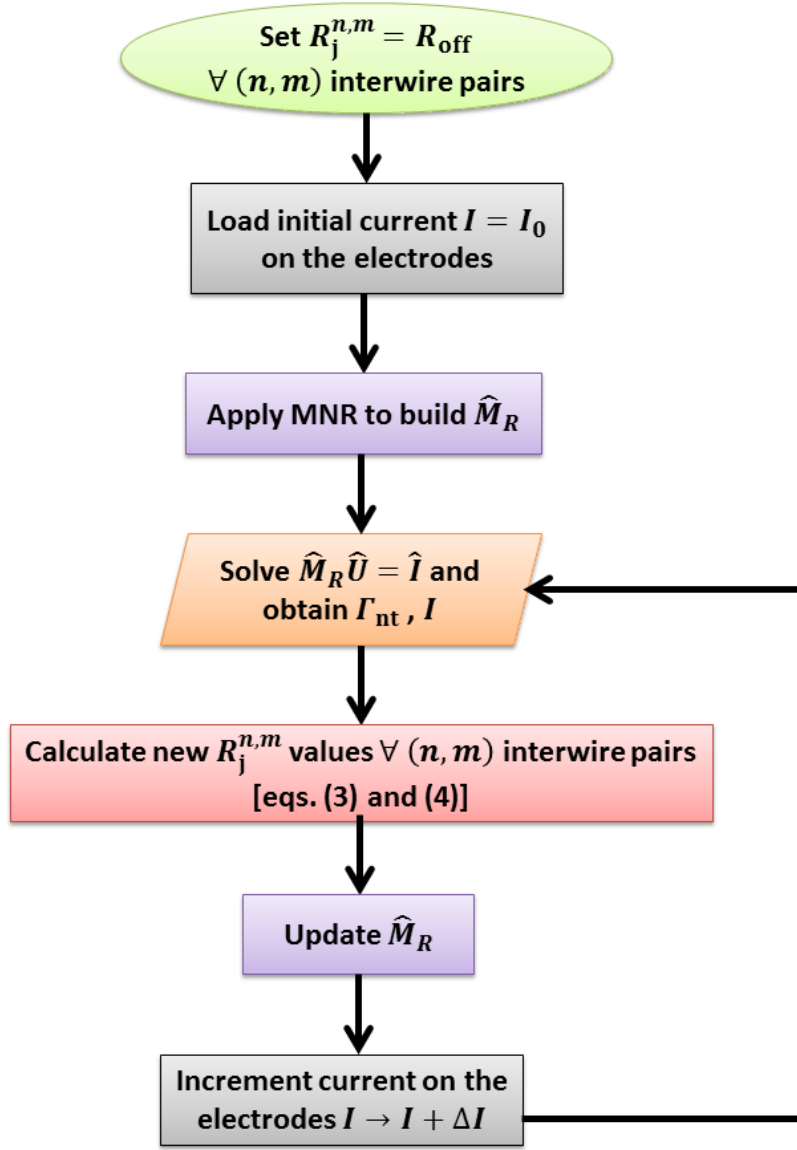 Set R_j^{n,m} = R_off
∀ (n, m) interwire pairs
Load initial current I = I_0
on the electrodes
Apply MNR to build M̂_R
Solve M̂_R Û = Î and
obtain Γ_nt , I
Calculate new R_j^{n,m} values ∀ (n, m) interwire pairs
[eqs. (3) and (4)]
Update M̂_R
Increment current on the
electrodes I → I + ΔI